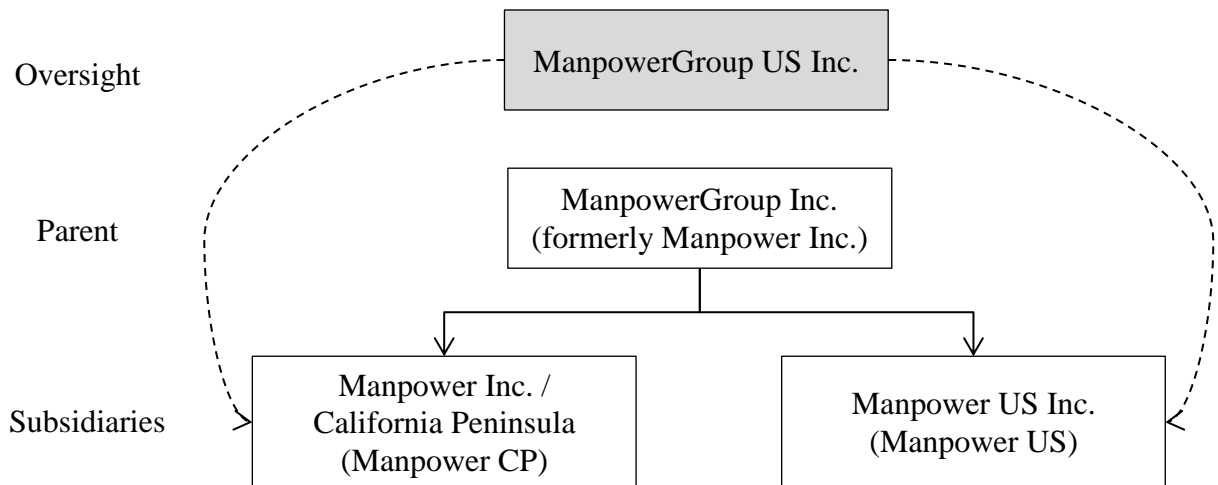 Oversight
ManpowerGroup US Inc.
Parent
ManpowerGroup Inc.
(formerly Manpower Inc.)
Subsidiaries
Manpower Inc. /
California Peninsula
(Manpower CP)
Manpower US Inc.
(Manpower US)